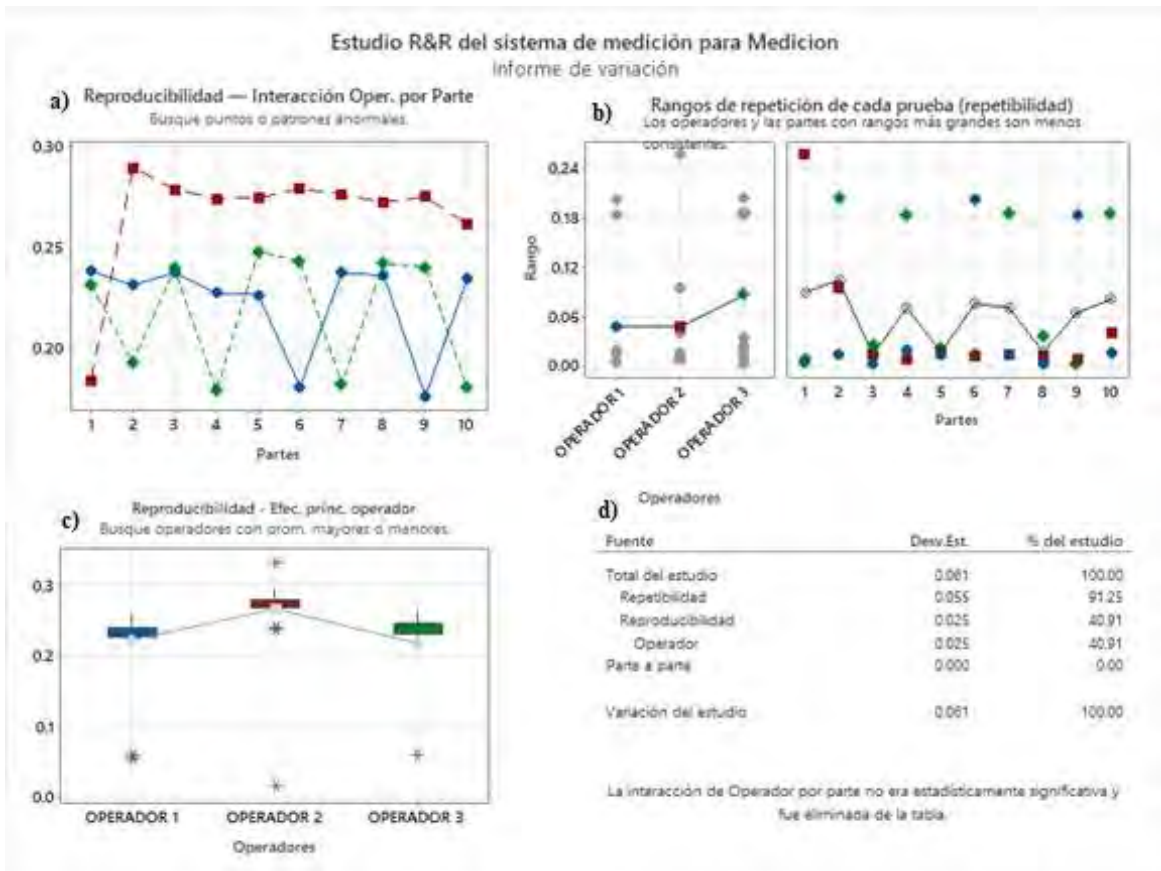 Estudio R&R del sistema de medición para Medicion
Informe de variación
a)
Reproducibilidad — Interacción Oper. por Parte
Busque puntos o patrones anormales.
0.30
0.25
0.20
1 2 3 4 5 6 7 8 9 10
Partes
b)
Rangos de repetición de cada prueba (repetibilidad)
Los operadores y las partes con rangos más grandes son menos
consistentes.
Rango
0.24
0.18
0.12
0.06
0.00
OPERADOR 1
OPERADOR 2
OPERADOR 3
1 2 3 4 5 6 7 8 9 10
Partes
Operadores
c)
Reproducibilidad - Efec. princ. operador
Busque operadores con prom. mayores o menores.
0.3
0.2
0.1
0.0
OPERADOR 1 OPERADOR 2 OPERADOR 3
Operadores
d)
Fuente Desv.Est. % del estudio
Total del estudio 0.061 100.00
Repetibilidad 0.055 91.25
Reproducibilidad 0.025 40.91
Operador 0.025 40.91
Parte a parte 0.000 0.00
Variación del estudio 0.061 100.00
La interacción de Operador por parte no era estadísticamente significativa y
fue eliminada de la tabla.